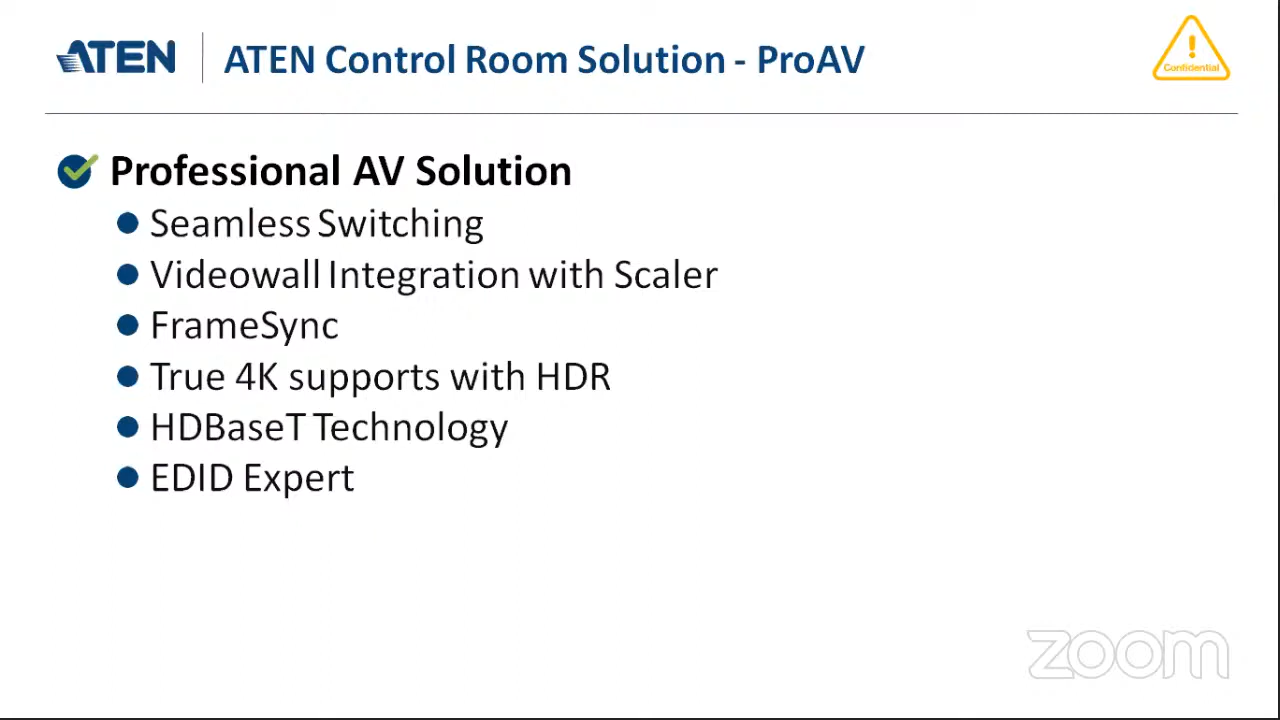 ATEN
ATEN Control Room Solution - ProAV
Confidential
Professional AV Solution
Seamless Switching
Videowall Integration with Scaler
FrameSync
True 4K supports with HDR
HDBaseT Technology
EDID Expert
zoom